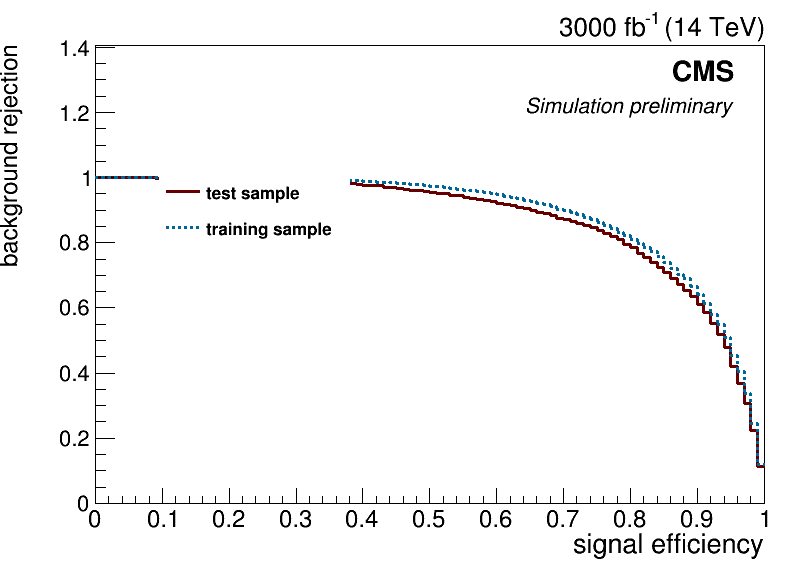 3000 fb-1 (14 TeV)
CMS
Simulation preliminary
background rejection
1.4
1.2
1
0.8
0.6
0.4
0.2
0
test sample
training sample
0 0.1 0.2 0.3 0.4 0.5 0.6 0.7 0.8 0.9 1
signal efficiency